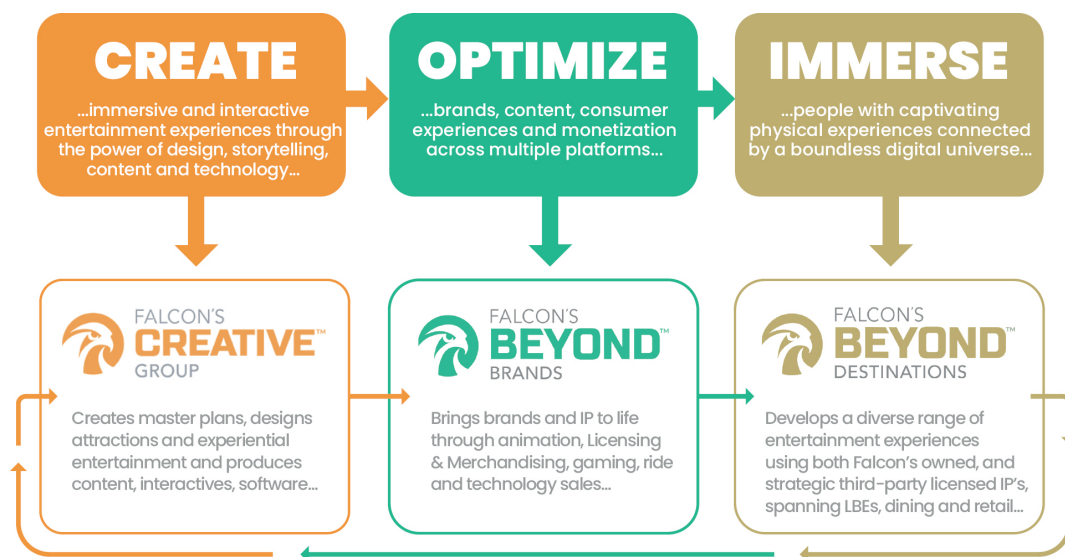 CREATE
...immersive and interactive
entertainment experiences through
the power of design, storytelling,
content and technology...
OPTIMIZE
...brands, content, consumer
experiences and monetization
across multiple platforms...
IMMERSE
...people with captivating
physical experiences connected
by a boundless digital universe...
FALCON'S
CREATIVE™
GROUP
Creates master plans, designs
attractions and experiential
entertainment and produces
content, interactives, software...
FALCON'S
BEYOND™
BRANDS
Brings brands and IP to life
through animation, Licensing
& Merchandising, gaming, ride
and technology sales...
FALCON'S
BEYOND™
DESTINATIONS
Develops a diverse range of
entertainment experiences
using both Falcon's owned, and
strategic third-party licensed IP's,
spanning LBEs, dining and retail...